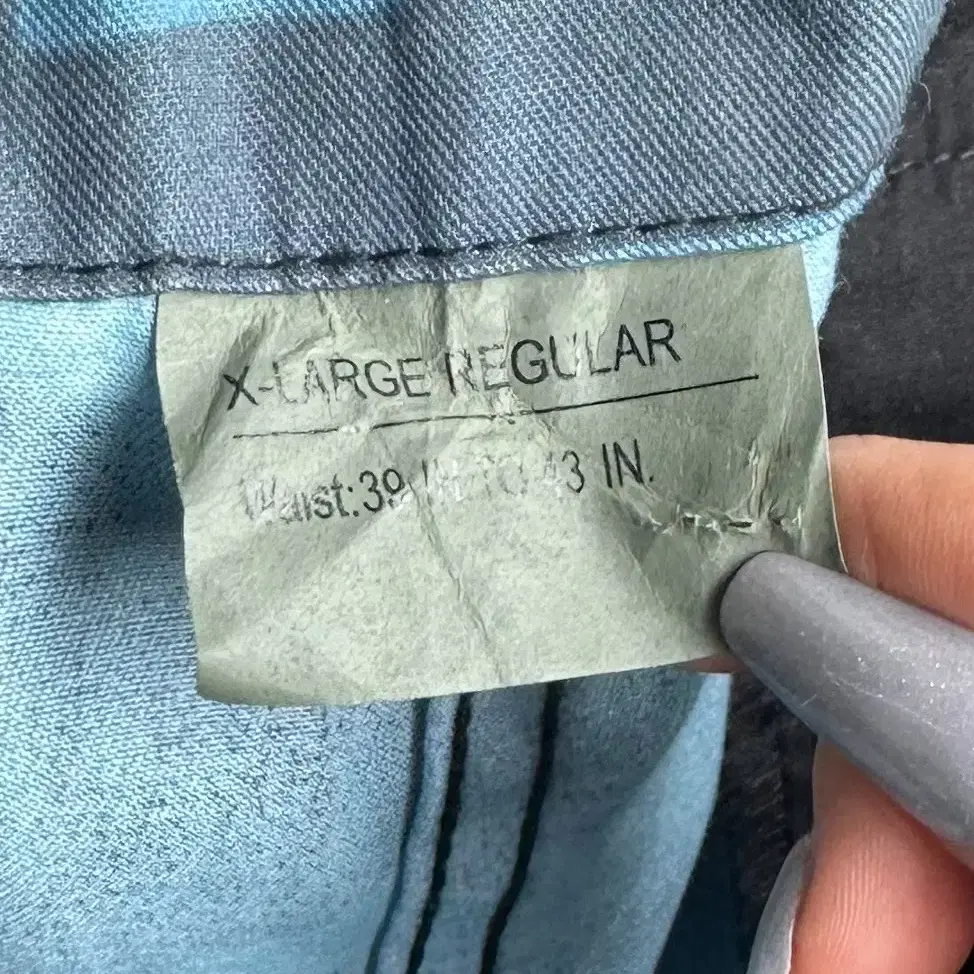 X-LARGE REGULAR
Waist: 39 IN TO 43 IN.